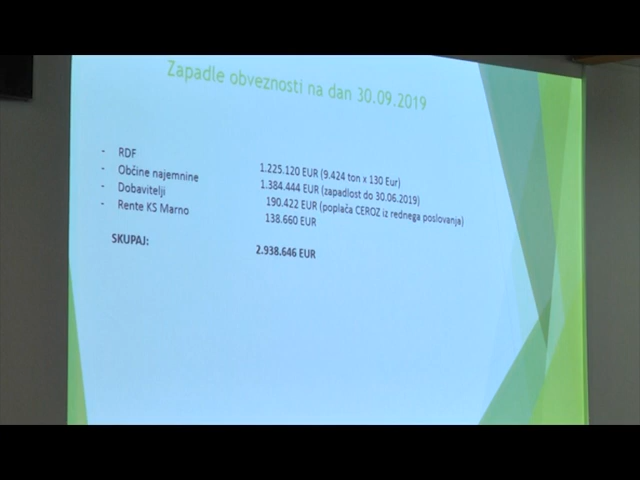 Zapadle obveznosti na dan 30.09.2019
- RDF 1.225.120 EUR (9.424 ton x 130 Eur)
- Občine najemnine 1.384.444 EUR (zapadlost do 30.06.2019)
- Dobavitelji 190.422 EUR (poplača CEROZ iz rednega poslovanja)
- Rente KS Marno 138.660 EUR
SKUPAJ: 2.938.646 EUR